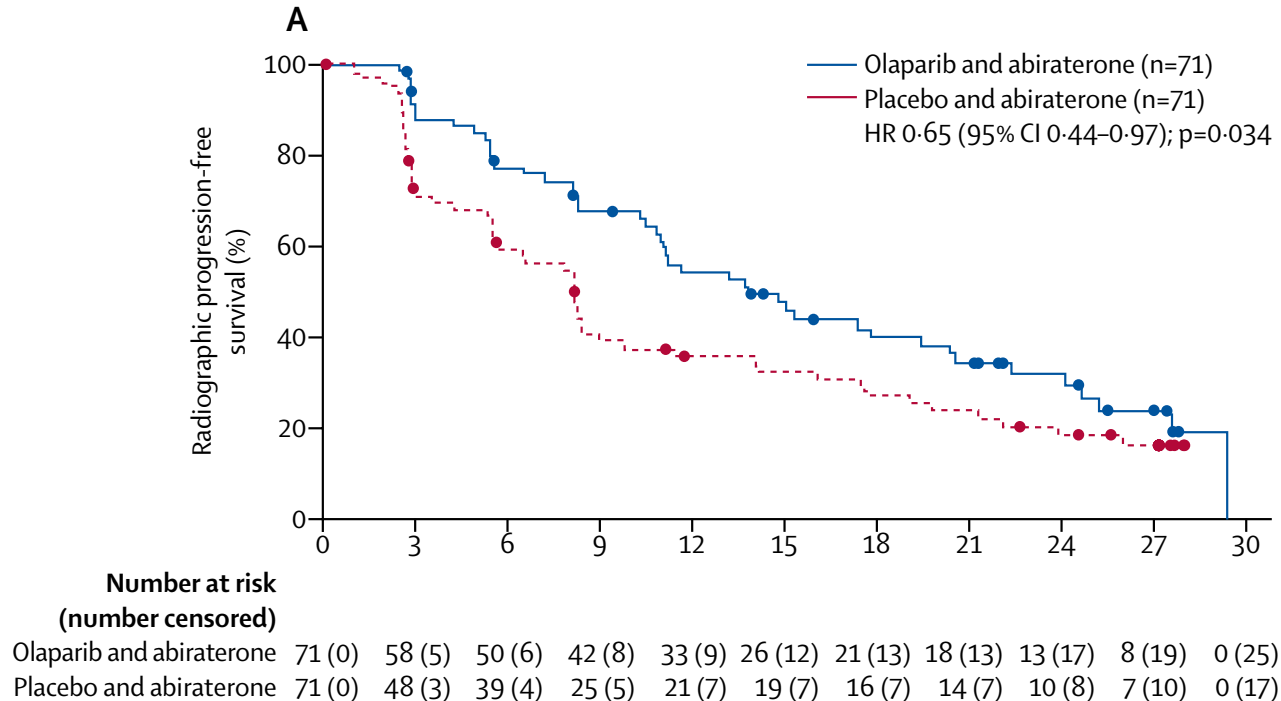 A
100
80
60
40
20
0
Radiographic progression-free
survival (%)
Olaparib and abiraterone (n=71)
Placebo and abiraterone (n=71)
HR 0·65 (95% CI 0·44–0·97); p=0·034
0 3 6 9 12 15 18 21 24 27 30
Number at risk
(number censored)
Olaparib and abiraterone 71 (0) 58 (5) 50 (6) 42 (8) 33 (9) 26 (12) 21 (13) 18 (13) 13 (17) 8 (19) 0 (25)
Placebo and abiraterone 71 (0) 48 (3) 39 (4) 25 (5) 21 (7) 19 (7) 16 (7) 14 (7) 10 (8) 7 (10) 0 (17)